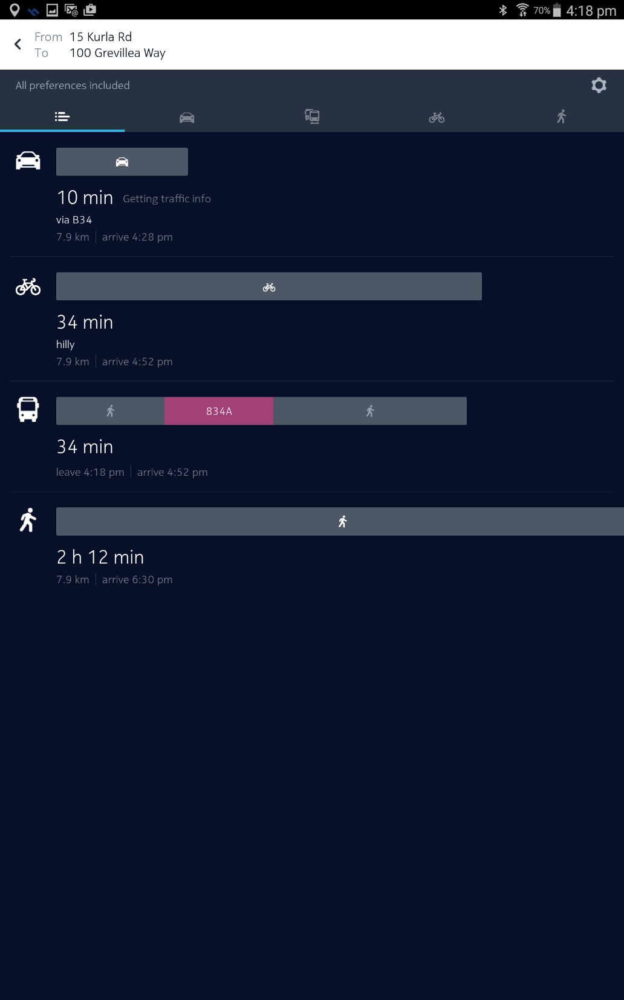 70% 4:18 pm
From 15 Kurla Rd
To 100 Grevillea Way
All preferences included
10 min Getting traffic info
via B34
7.9 km arrive 4:28 pm
34 min
hilly
7.9 km arrive 4:52 pm
834A
34 min
leave 4:18 pm arrive 4:52 pm
2 h 12 min
7.9 km arrive 6:30 pm